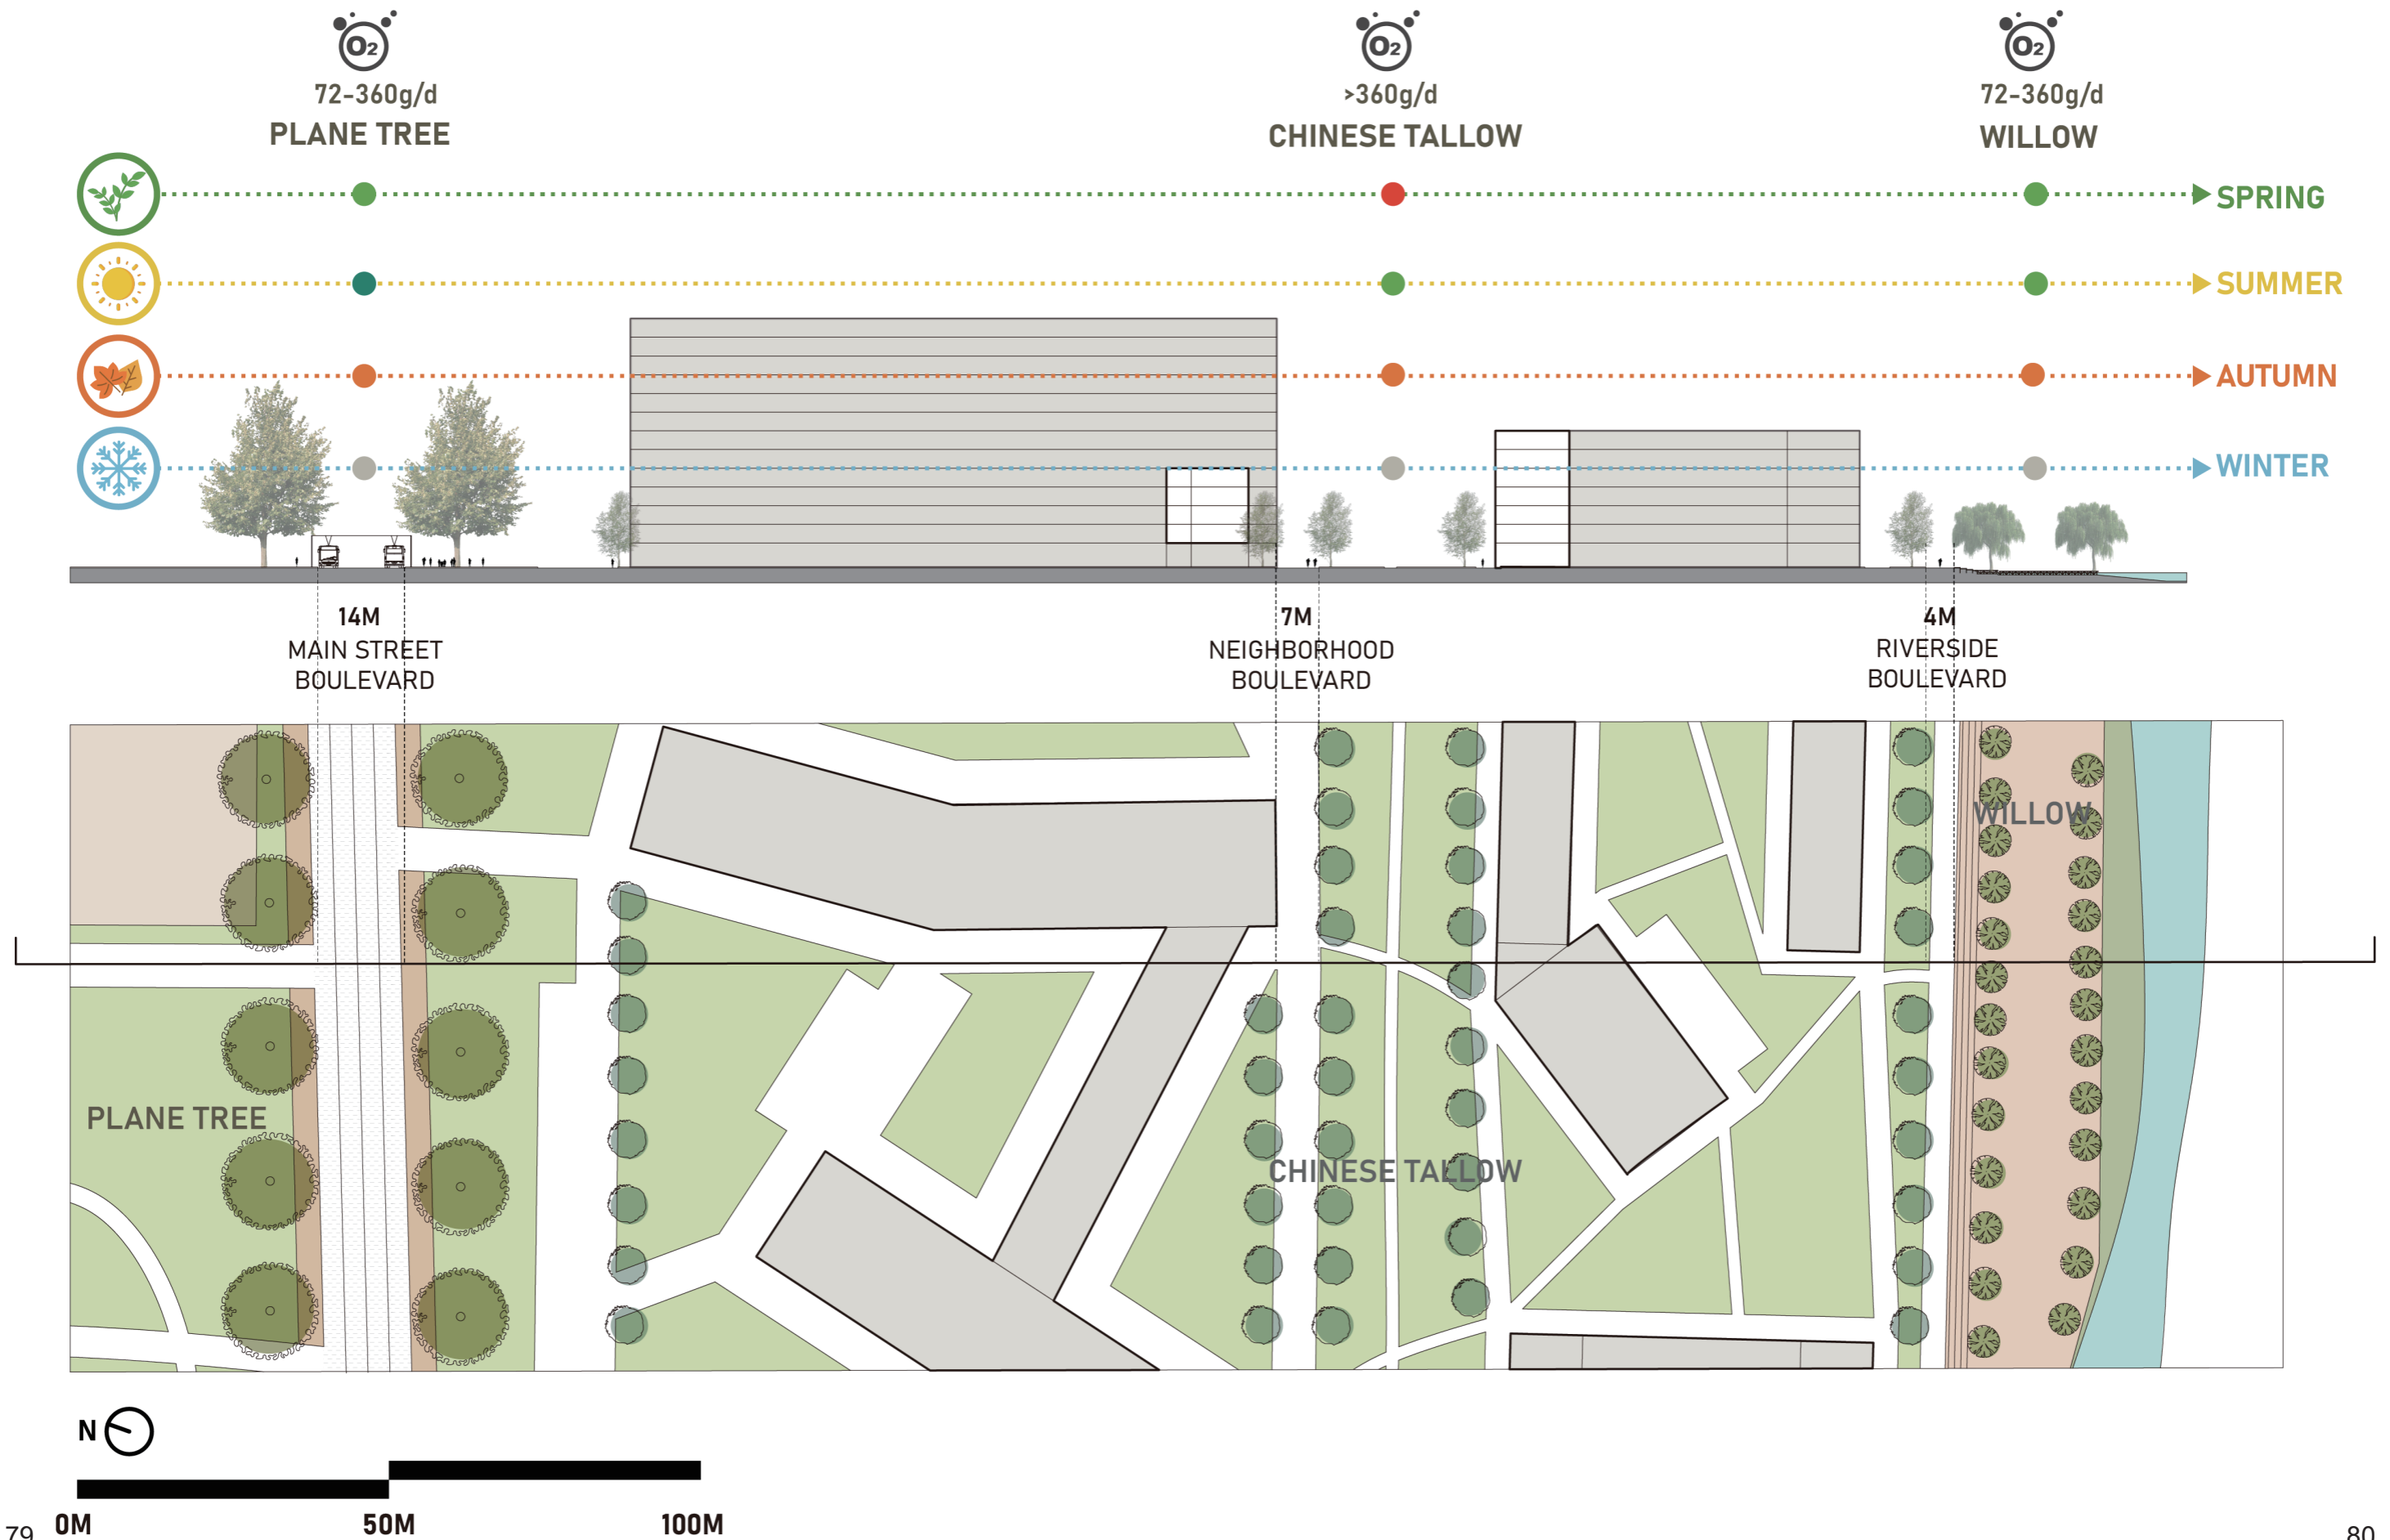 O2
O2
O2
72-360g/d
>360g/d
72-360g/d
PLANE TREE
CHINESE TALLOW
WILLOW
SPRING
SUMMER
AUTUMN
WINTER
14M
MAIN STREET
BOULEVARD
7M
NEIGHBORHOOD
BOULEVARD
4M
RIVERSIDE
BOULEVARD
WILLOW
PLANE TREE
CHINESE TALLOW
N
0M
50M
100M
79
80